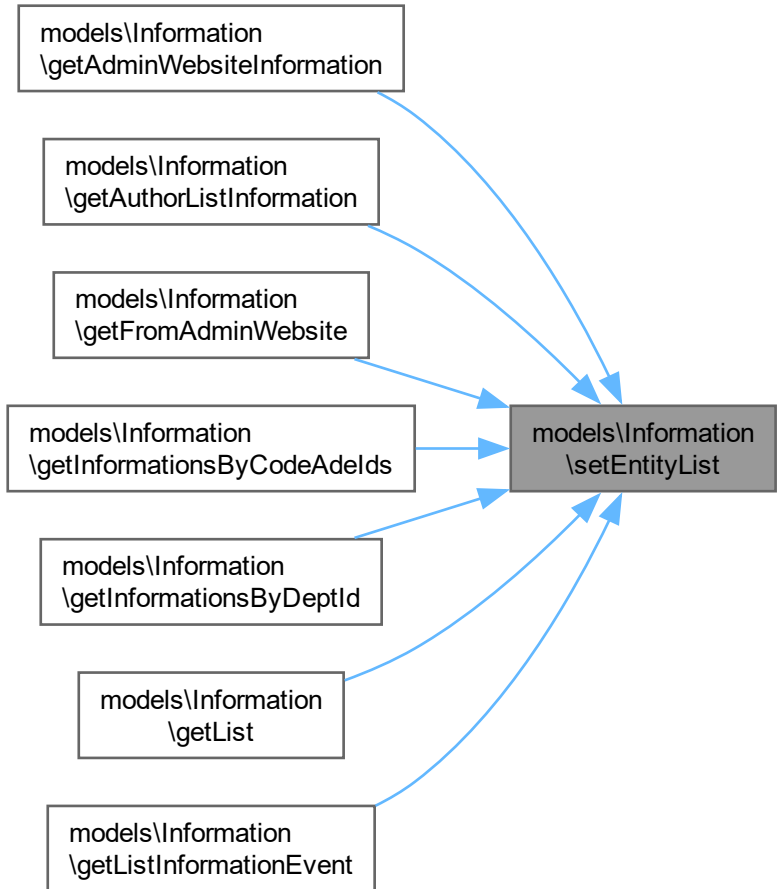 models\Information
\getAdminWebsiteInformation
models\Information
\getAuthorListInformation
models\Information
\getFromAdminWebsite
models\Information
\getInformationsByCodeAdeIds
models\Information
\setEntityList
models\Information
\getInformationsByDeptId
models\Information
\getList
models\Information
\getListInformationEvent